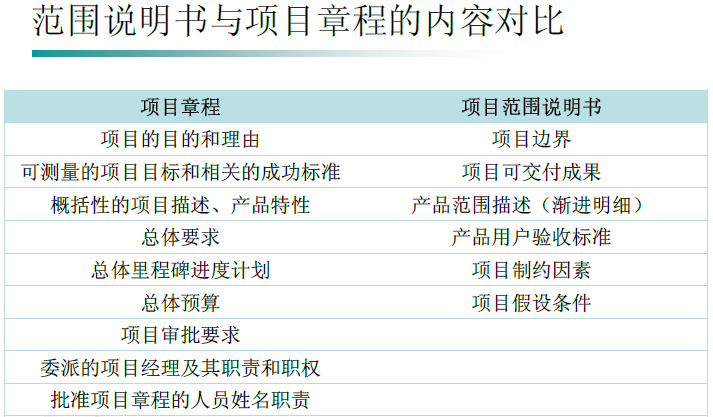 范围说明书与项目章程的内容对比
项目章程 项目范围说明书
项目的目的和理由 项目边界
可测量的项目目标和相关的成功标准 项目可交付成果
概括性的项目描述、产品特性 产品范围描述（渐进明细）
总体要求 产品用户验收标准
总体里程碑进度计划 项目制约因素
总体预算 项目假设条件
项目审批要求
委派的项目经理及其职责和职权
批准项目章程的人员姓名职责